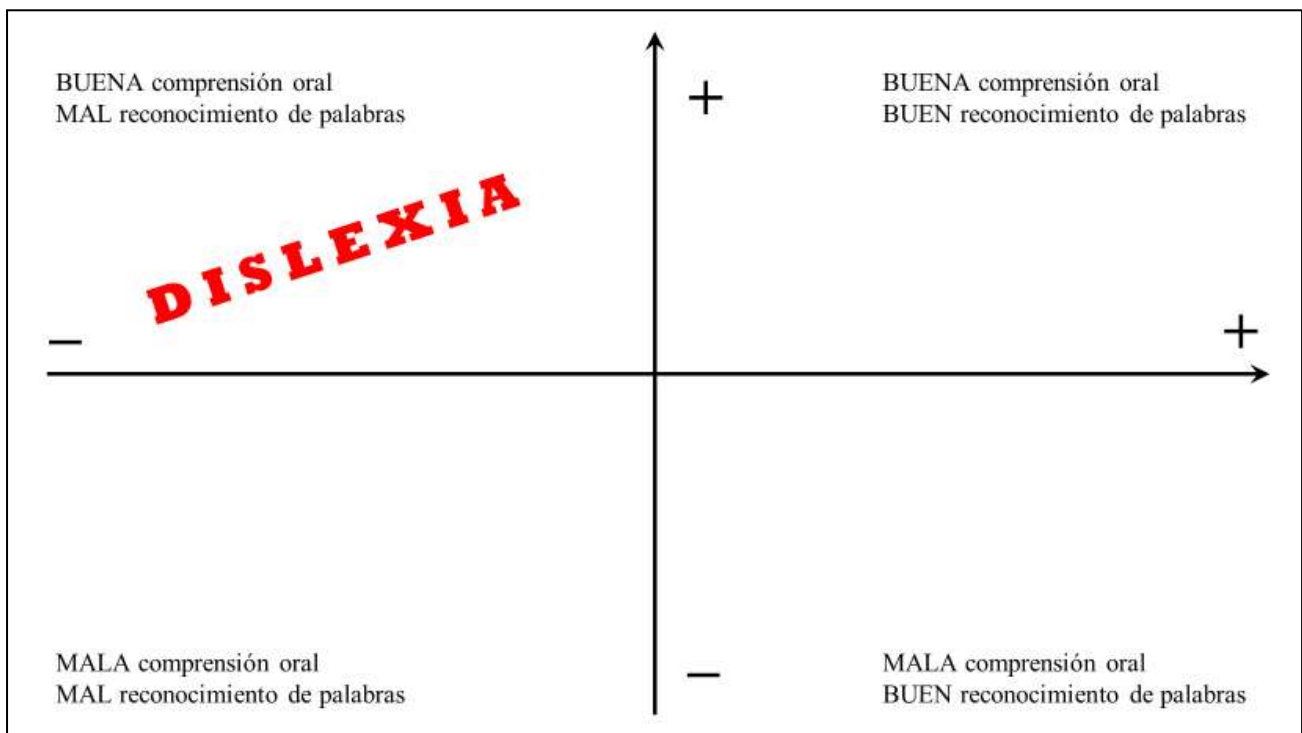 BUENA comprensión oral
MAL reconocimiento de palabras
+
BUENA comprensión oral
BUEN reconocimiento de palabras
DISLEXIA
–
+
MALA comprensión oral
MAL reconocimiento de palabras
–
MALA comprensión oral
BUEN reconocimiento de palabras